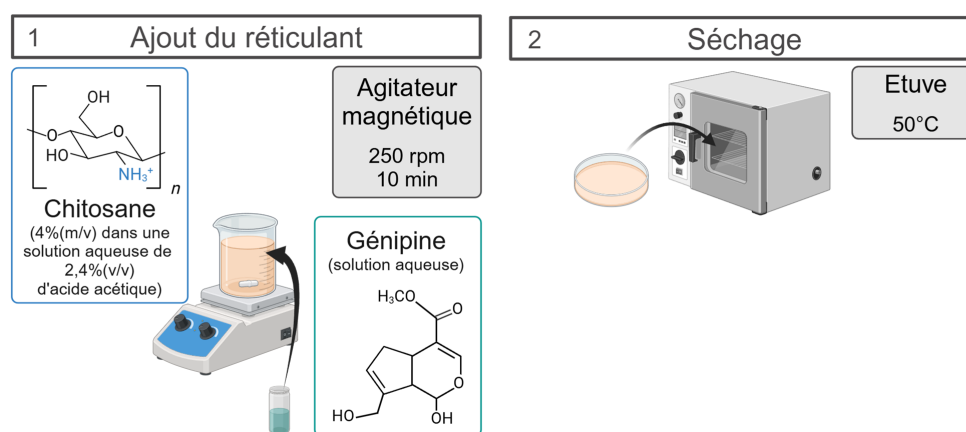 1 Ajout du réticulant
OH
O
O
HO
NH₃⁺
n
Chitosane
(4%(m/v) dans une
solution aqueuse de
2,4%(v/v)
d'acide acétique)
Agitateur
magnétique
250 rpm
10 min
Génipine
(solution aqueuse)
H₃CO
O
O
HO
OH
2 Séchage
Etuve
50°C